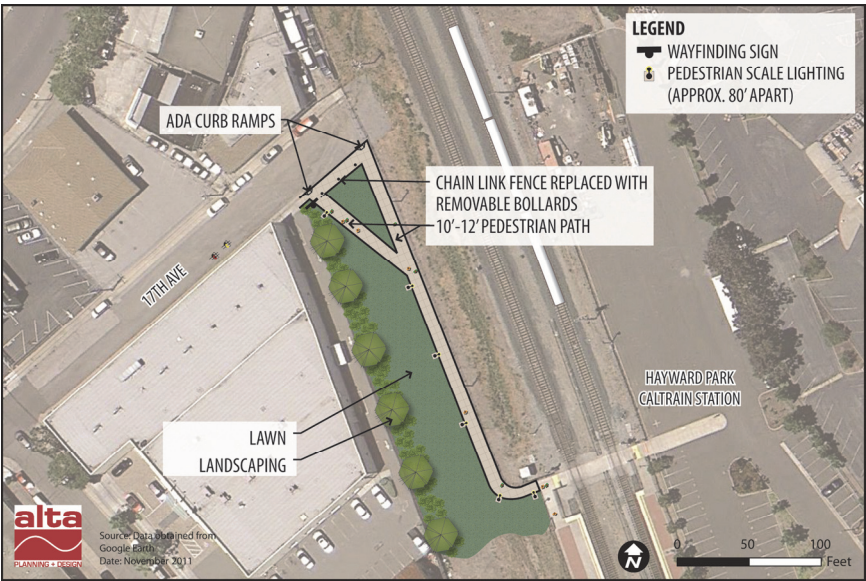 LEGEND
WAYFINDING SIGN
PEDESTRIAN SCALE LIGHTING
(APPROX. 80' APART)
ADA CURB RAMPS
CHAIN LINK FENCE REPLACED WITH
REMOVABLE BOLLARDS
10'-12' PEDESTRIAN PATH
17TH AVE
HAYWARD PARK
CALTRAIN STATION
LAWN
LANDSCAPING
alta
PLANNING + DESIGN
Source: Data obtained from
Google Earth
Date: November 2011
N
0 50 100
Feet